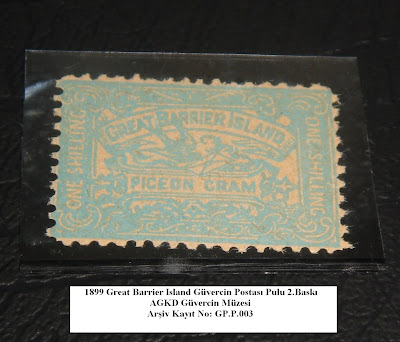 GREAT BARRIER ISLAND
ONE SHILLING
ONE SHILLING
PIGEON GRAM
1899 Great Barrier Island Güvercin Postası Pulu 2.Baskı
AGKD Güvercin Müzesi
Arşiv Kayıt No: GP.P.003